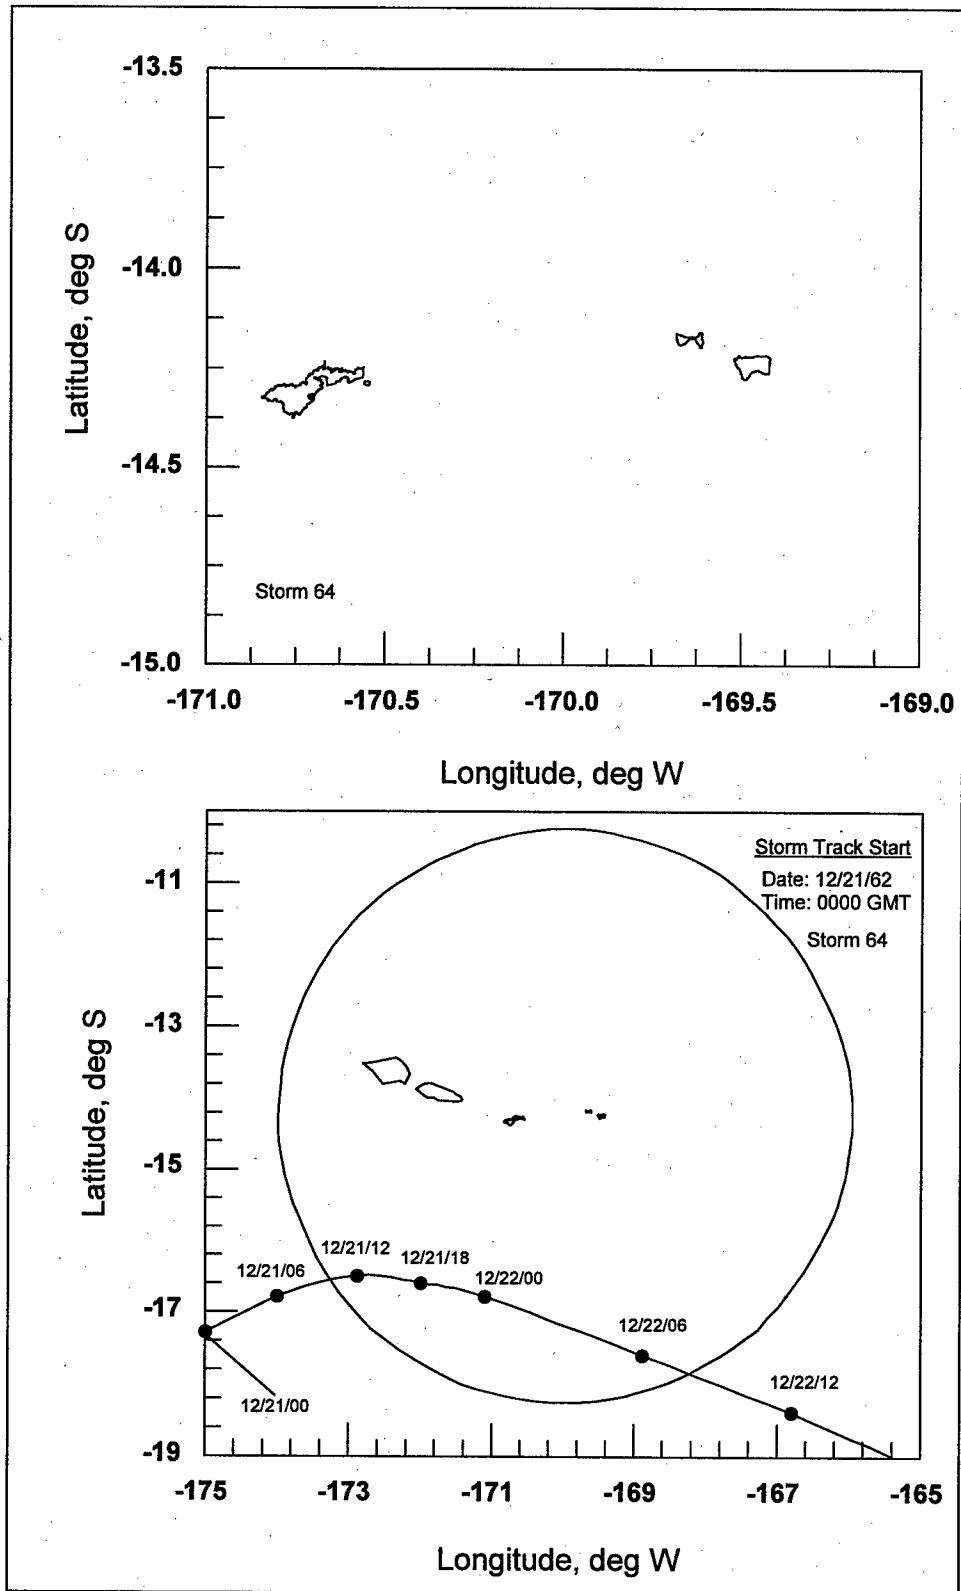 -13.5
-14.0
-14.5
-15.0
Latitude, deg S
Storm 64
-171.0 -170.5 -170.0 -169.5 -169.0
Longitude, deg W
Storm Track Start
Date: 12/21/62
Time: 0000 GMT
Storm 64
-11
-13
-15
-17
-19
Latitude, deg S
12/21/06
12/21/12
12/21/18
12/22/00
12/22/06
12/22/12
12/21/00
-175 -173 -171 -169 -167 -165
Longitude, deg W